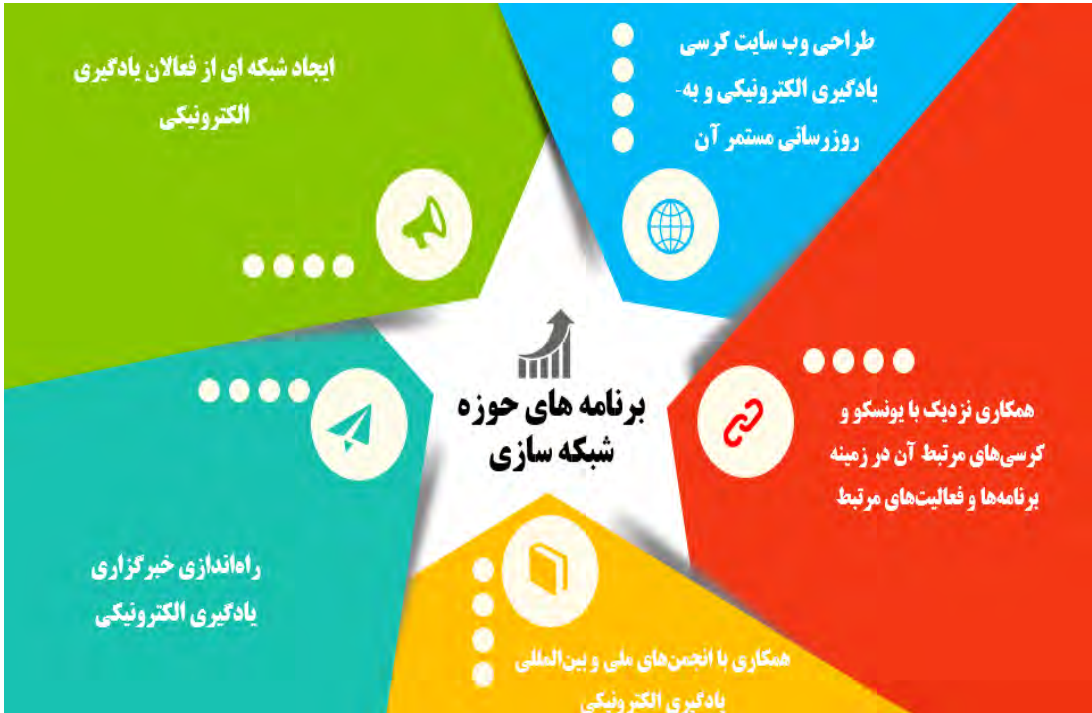 طراحی وب سایت کرسی
یادگیری الکترونیکی و به-
روزرسانی مستمر آن
ایجاد شبکه ای از فعالان یادگیری
الکترونیکی
همکاری نزدیک با یونسکو و
کرسی‌های مرتبط آن در زمینه
برنامه‌ها و فعالیت‌های مرتبط
برنامه های حوزه
شبکه سازی
راه‌اندازی خبرگزاری
یادگیری الکترونیکی
همکاری با انجمن‌های ملی و بین‌المللی
یادگیری الکترونیکی